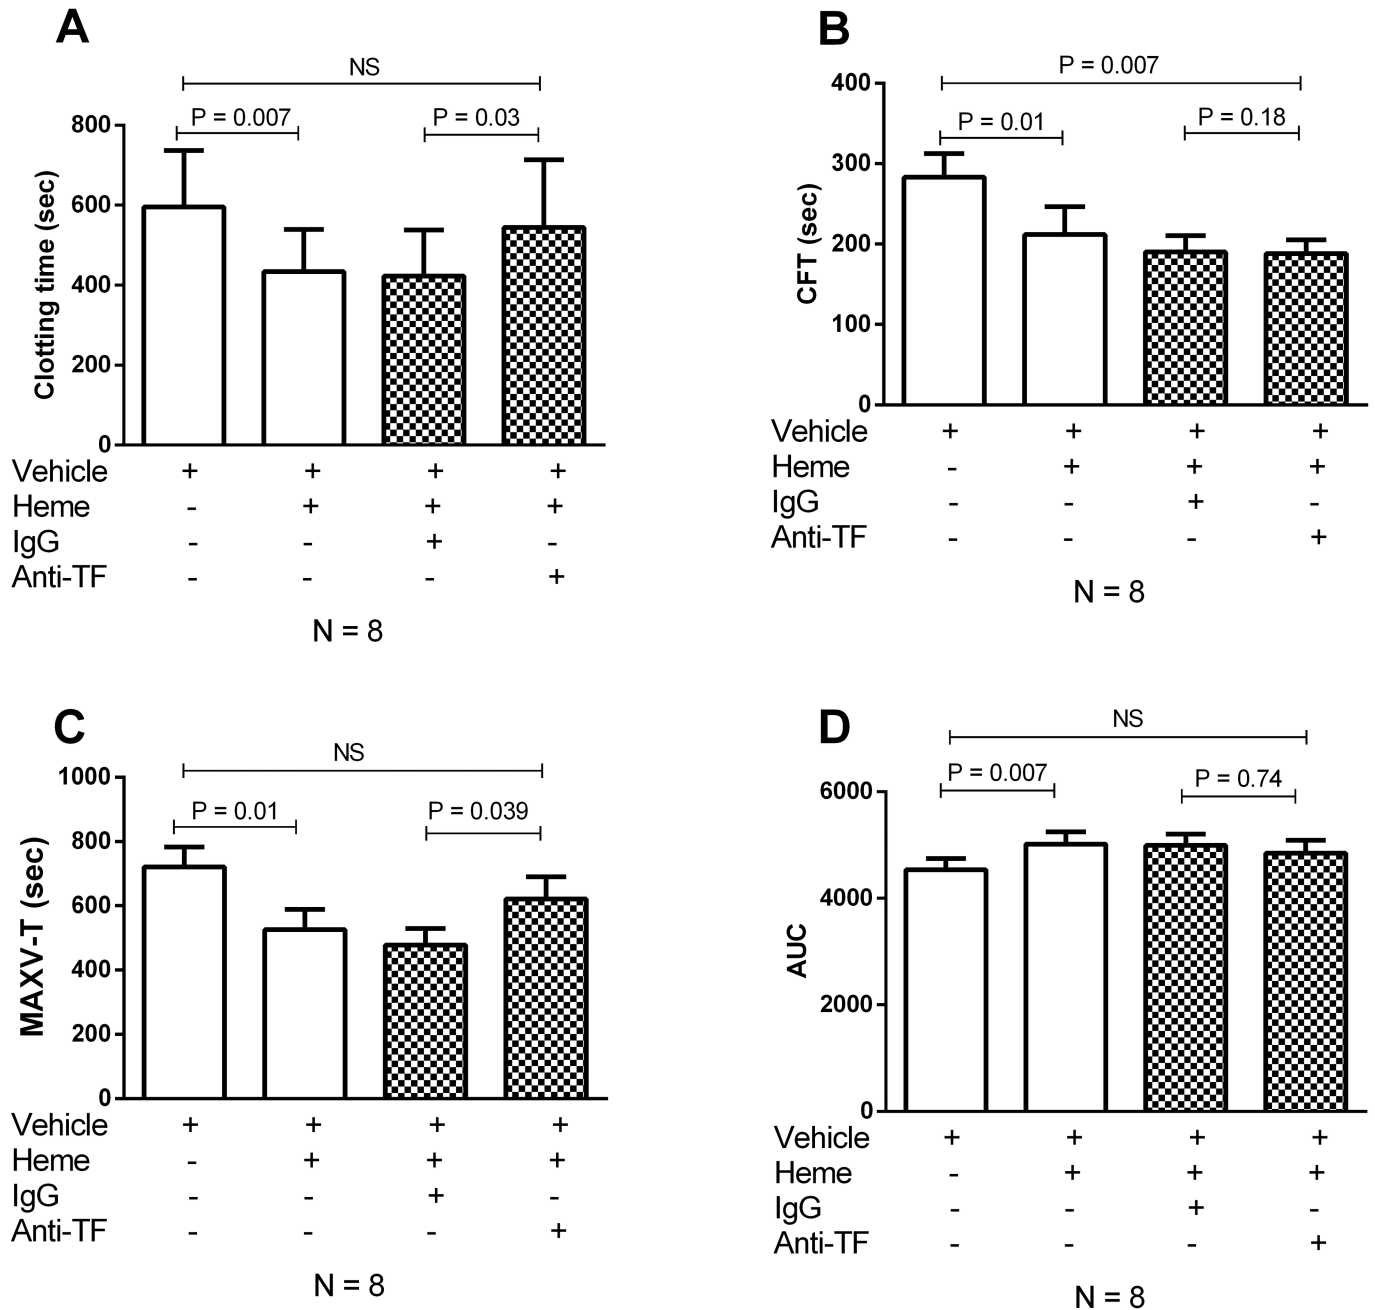 A
NS
P = 0.007
P = 0.03
800
600
400
200
0
Clotting time (sec)
Vehicle + + + +
Heme - + + +
IgG - - + -
Anti-TF - - - +
N = 8
B
P = 0.007
P = 0.01
P = 0.18
400
300
200
100
0
CFT (sec)
Vehicle + + + +
Heme - + + +
IgG - - + -
Anti-TF - - - +
N = 8
C
NS
P = 0.01
P = 0.039
1000
800
600
400
200
0
MAXV-T (sec)
Vehicle + + + +
Heme - + + +
IgG - - + -
Anti-TF - - - +
N = 8
D
NS
P = 0.007
P = 0.74
6000
4000
2000
0
AUC
Vehicle + + + +
Heme - + + +
IgG - - + -
Anti-TF - - - +
N = 8